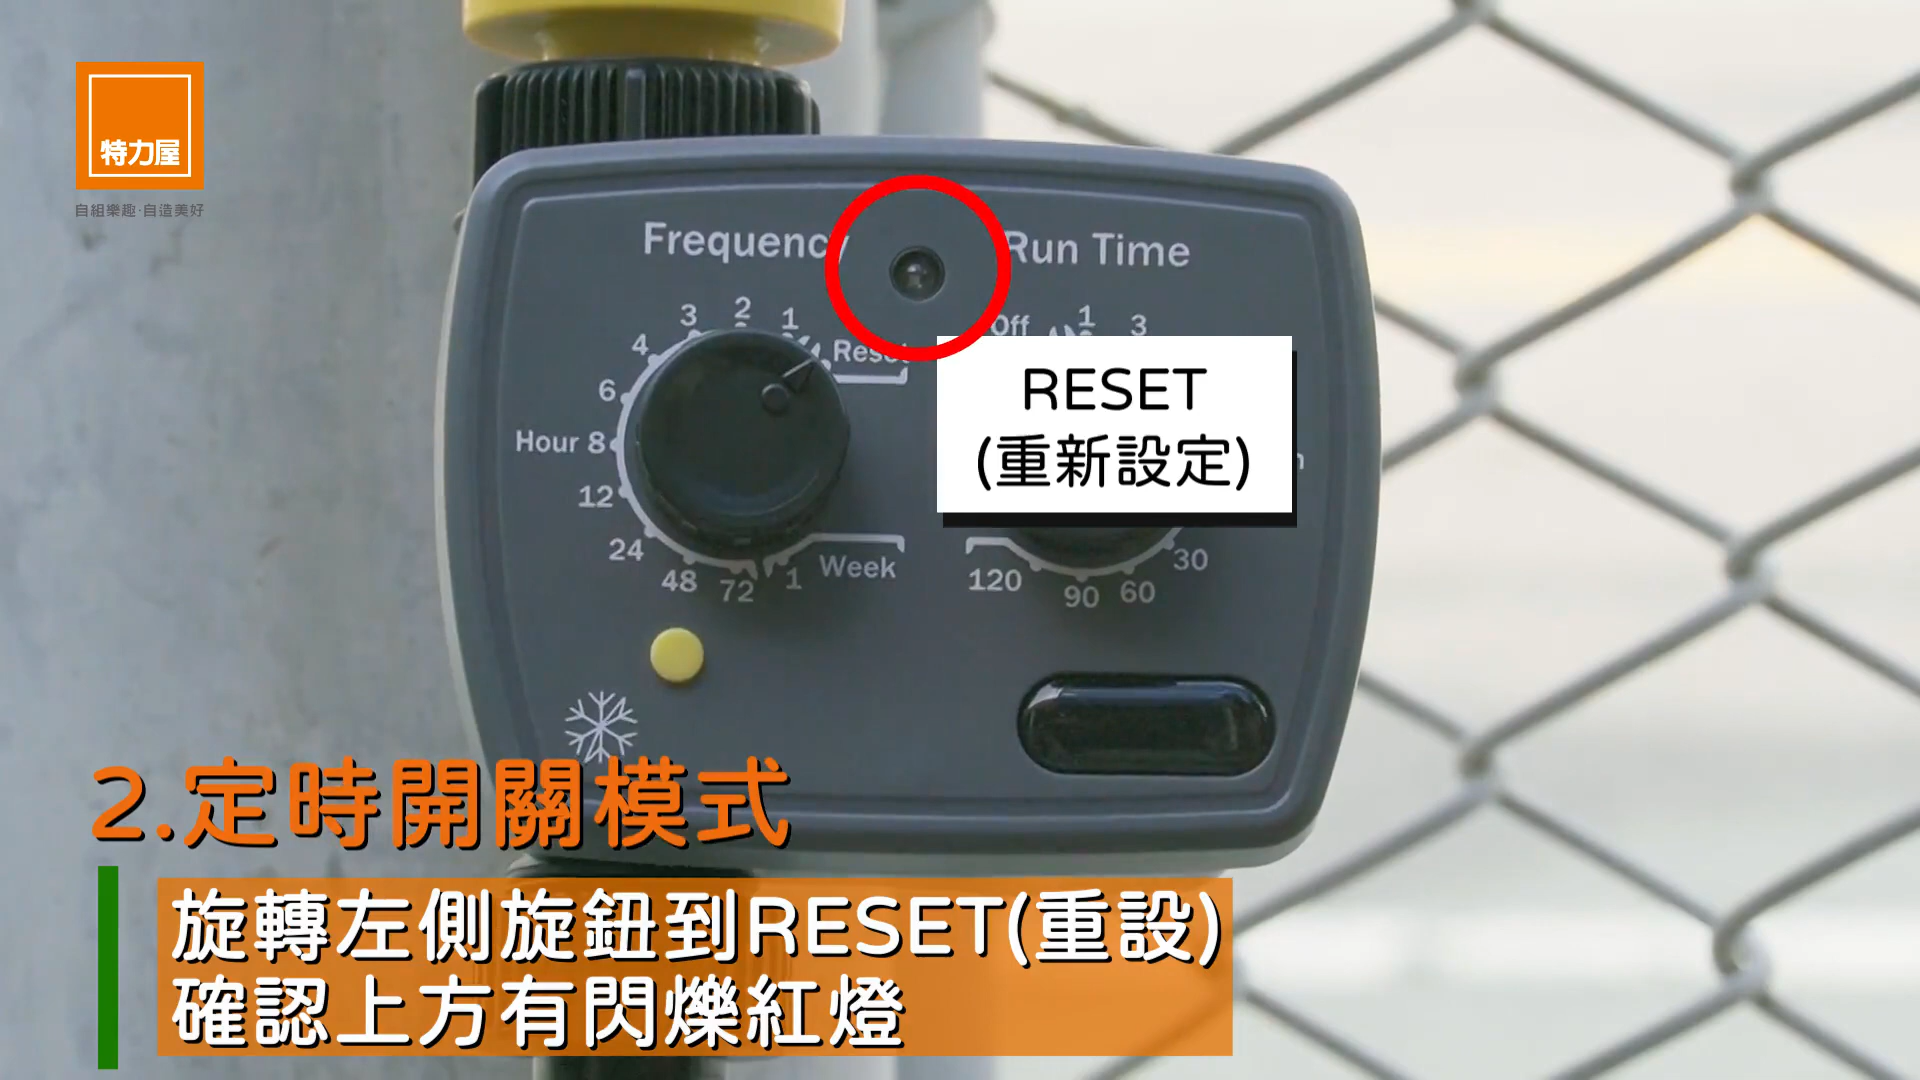 特力屋
自組樂趣·自造美好
Frequency
Run Time
3 2 1
Reset
4
6
Hour 8
12
24
48
72
1 Week
Off 1 3
RESET
(重新設定)
120
90
60
30
2.定時開關模式
旋轉左側旋鈕到RESET(重設)
確認上方有閃爍紅燈